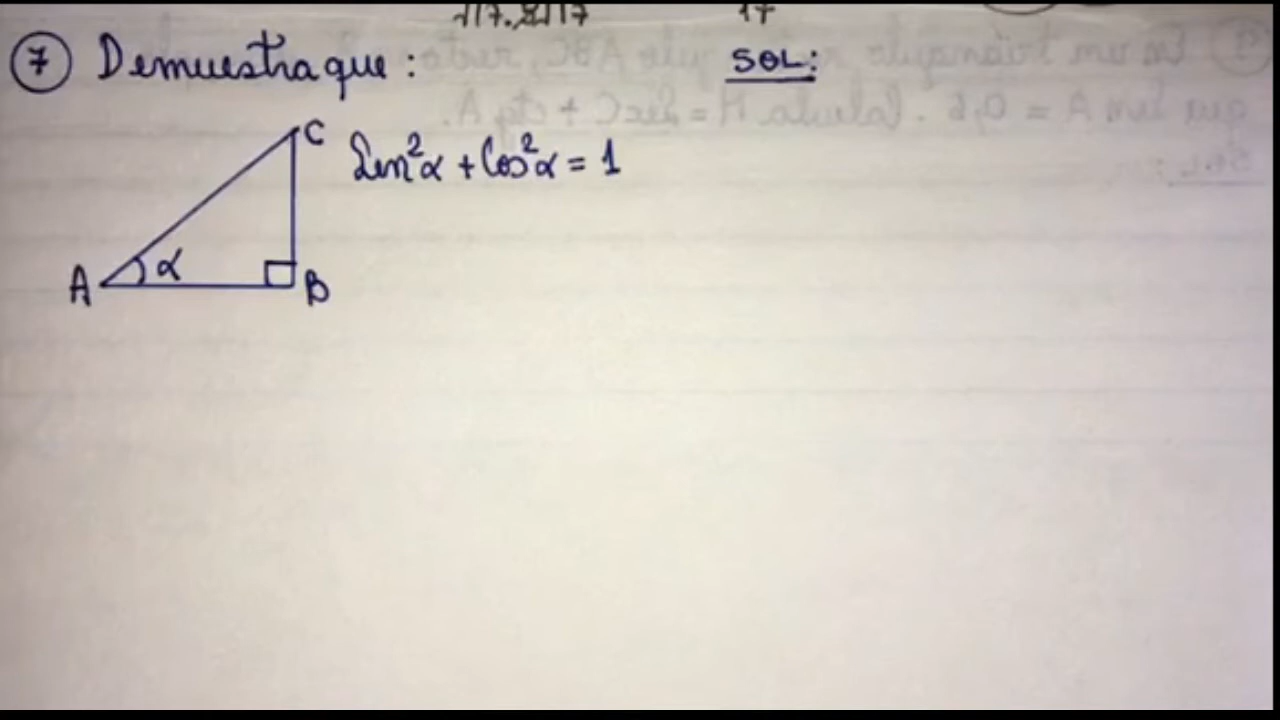 7 Demuestra que:
SOL:
Sen²α + Cos²α = 1
C
A
α
B